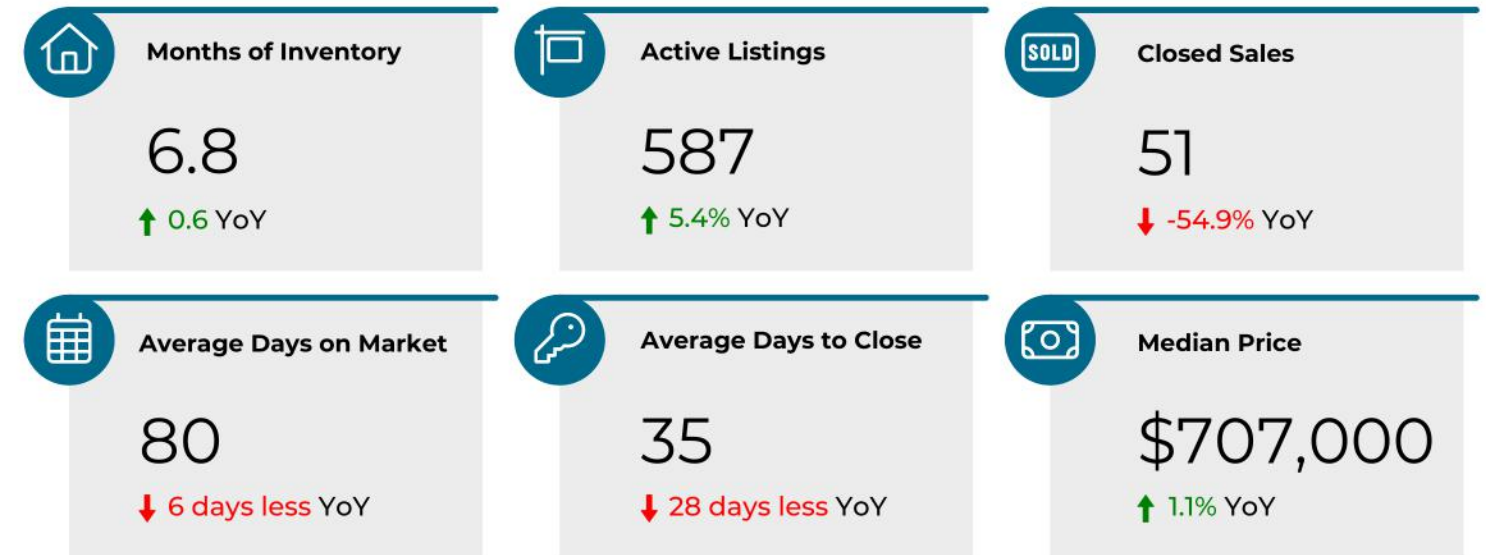 Months of Inventory
6.8
0.6 YoY
Active Listings
587
5.4% YoY
SOLD
Closed Sales
51
-54.9% YoY
Average Days on Market
80
6 days less YoY
Average Days to Close
35
28 days less YoY
Median Price
$707,000
1.1% YoY